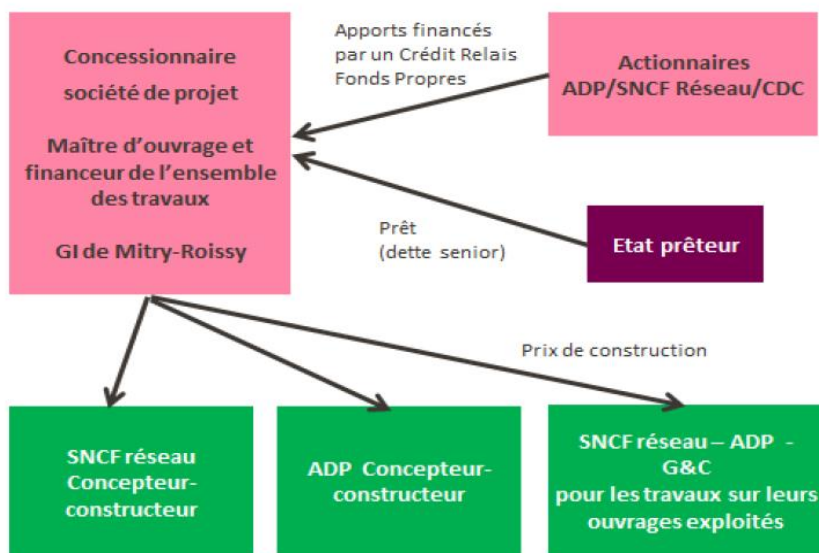 Concessionnaire
société de projet
Maître d'ouvrage et
financeur de l'ensemble
des travaux
GI de Mitry-Roissy
Apports financés
par un Crédit Relais
Fonds Propres
Actionnaires
ADP/SNCF Réseau/CDC
Prêt
(dette senior)
Etat prêteur
Prix de construction
SNCF réseau
Concepteur-
constructeur
ADP Concepteur-
constructeur
SNCF réseau – ADP -
G&C
pour les travaux sur leurs
ouvrages exploités